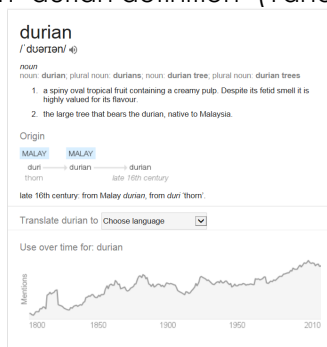 durian
/ˈdʊərɪən/
noun
noun: durian; plural noun: durians; noun: durian tree; plural noun: durian trees
1. a spiny oval tropical fruit containing a creamy pulp. Despite its fetid smell it is
highly valued for its flavour.
2. the large tree that bears the durian, native to Malaysia.
Origin
MALAY MALAY
duri durian durian
thorn late 16th century
late 16th century: from Malay durian, from duri ‘thorn’.
Translate durian to Choose language
Use over time for: durian
Mentions
1800 1850 1900 1950 2010